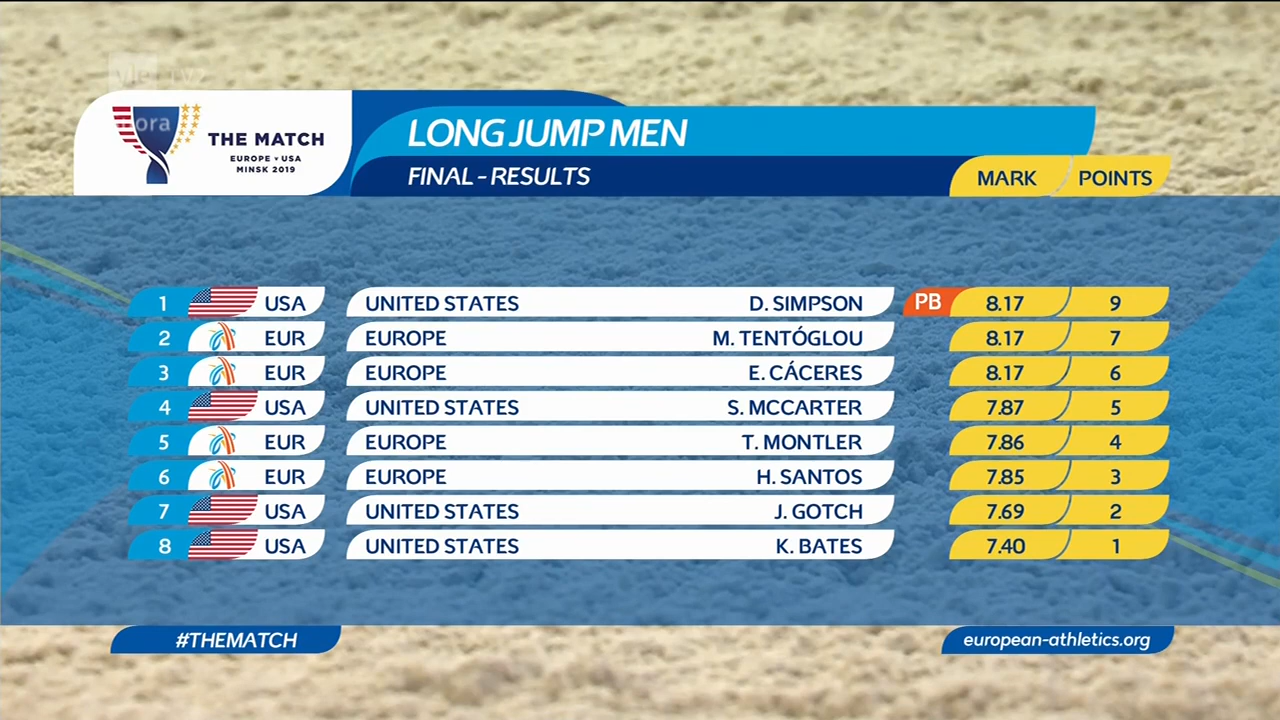 yle TV2
ora
THE MATCH
EUROPE v USA
MINSK 2019
LONG JUMP MEN
FINAL - RESULTS MARK POINTS
1 USA UNITED STATES D. SIMPSON PB 8.17 9
2 EUR EUROPE M. TENTÓGLOU 8.17 7
3 EUR EUROPE E. CÁCERES 8.17 6
4 USA UNITED STATES S. MCCARTER 7.87 5
5 EUR EUROPE T. MONTLER 7.86 4
6 EUR EUROPE H. SANTOS 7.85 3
7 USA UNITED STATES J. GOTCH 7.69 2
8 USA UNITED STATES K. BATES 7.40 1
#THEMATCH european-athletics.org